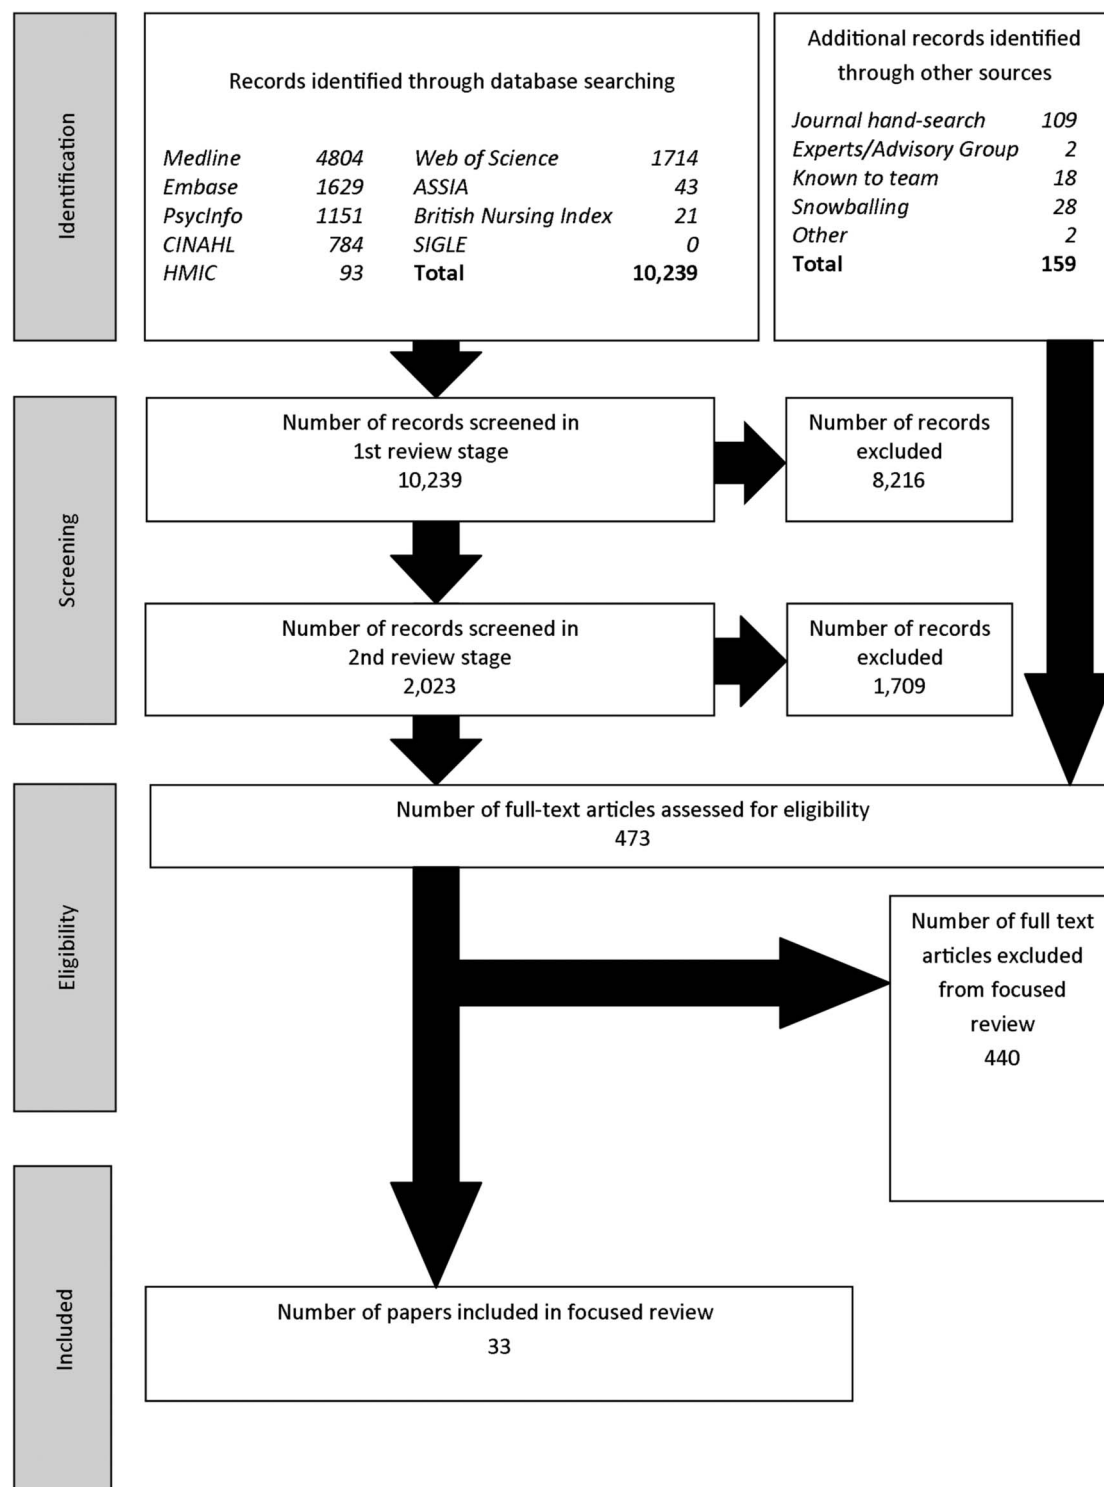 Identification
Records identified through database searching
Medline 4804 Web of Science 1714
Embase 1629 ASSIA 43
PsycInfo 1151 British Nursing Index 21
CINAHL 784 SIGLE 0
HMIC 93 Total 10,239
Additional records identified
through other sources
Journal hand-search 109
Experts/Advisory Group 2
Known to team 18
Snowballing 28
Other 2
Total 159
Screening
Number of records screened in
1st review stage
10,239
Number of records
excluded
8,216
Number of records screened in
2nd review stage
2,023
Number of records
excluded
1,709
Eligibility
Number of full-text articles assessed for eligibility
473
Number of full text
articles excluded
from focused
review
440
Included
Number of papers included in focused review
33